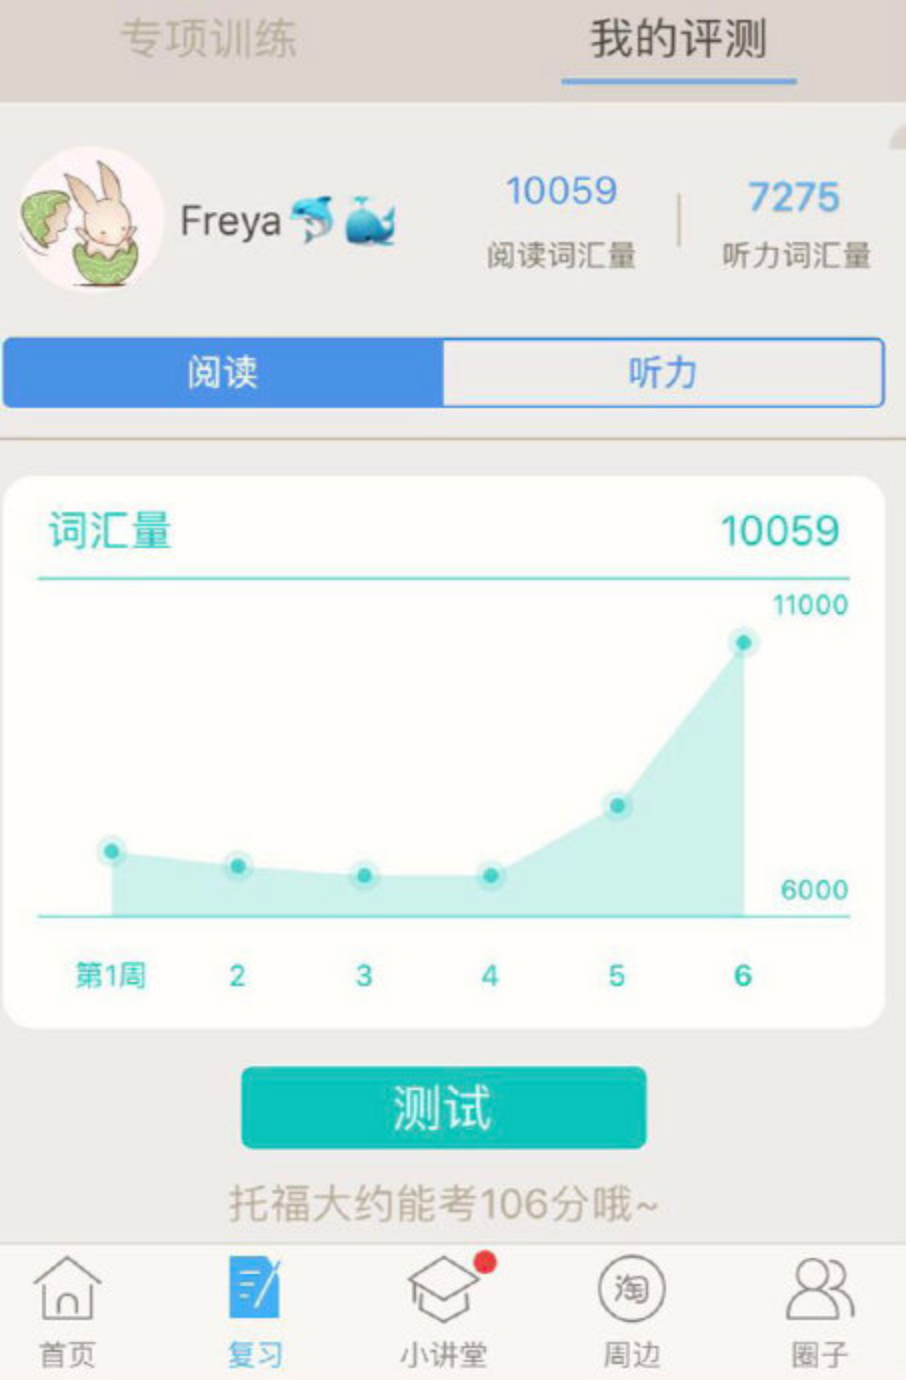 专项训练 我的评测
Freya🐬🐳
10059 7275
阅读词汇量 听力词汇量
阅读 听力
词汇量 10059
11000
6000
第1周 2 3 4 5 6
测试
托福大约能考106分哦~
淘
首页 复习 小讲堂 周边 圈子